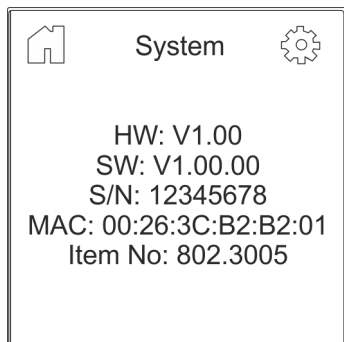 System
HW: V1.00
SW: V1.00.00
S/N: 12345678
MAC: 00:26:3C:B2:B2:01
Item No: 802.3005